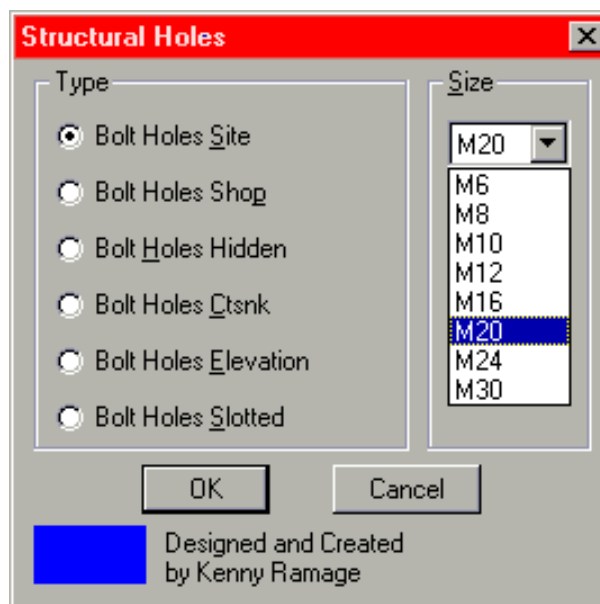 Structural Holes
Type
Bolt Holes Site
Bolt Holes Shop
Bolt Holes Hidden
Bolt Holes Ctsnk
Bolt Holes Elevation
Bolt Holes Slotted
Size
M20
M6
M8
M10
M12
M16
M20
M24
M30
OK
Cancel
Designed and Created
by Kenny Ramage